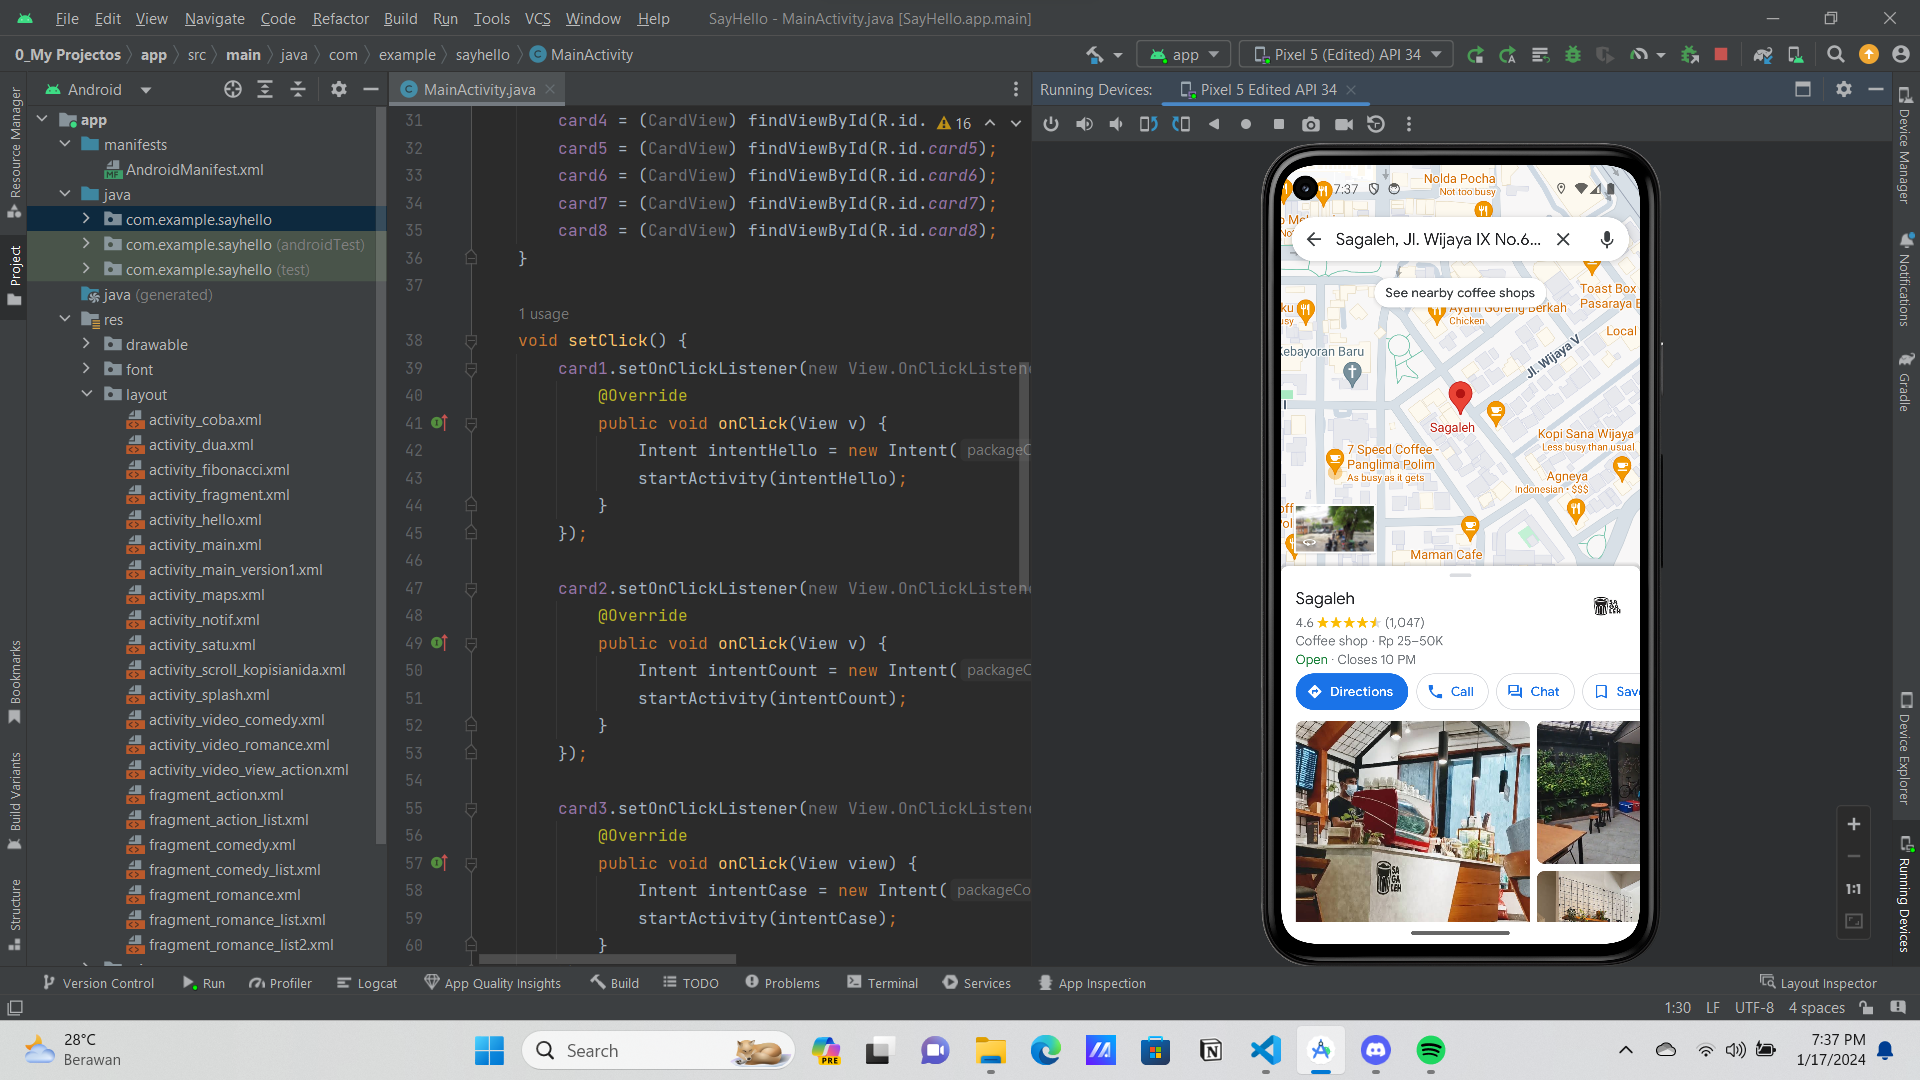 File Edit View Navigate Code Refactor Build Run Tools VCS Window Help SayHello - MainActivity.java [SayHello.app.main]
0_My Projectos app src main java com example sayhello MainActivity app Pixel 5 (Edited) API 34
Resource Manager
Project
Bookmarks
Build Variants
Structure
Android
app
manifests
AndroidManifest.xml
java
com.example.sayhello
com.example.sayhello (androidTest)
com.example.sayhello (test)
java (generated)
res
drawable
font
layout
activity_coba.xml
activity_dua.xml
activity_fibonacci.xml
activity_fragment.xml
activity_hello.xml
activity_main.xml
activity_main_version1.xml
activity_maps.xml
activity_notif.xml
activity_satu.xml
activity_scroll_kopisianida.xml
activity_splash.xml
activity_video_comedy.xml
activity_video_romance.xml
activity_video_view_action.xml
fragment_action.xml
fragment_action_list.xml
fragment_comedy.xml
fragment_comedy_list.xml
fragment_romance.xml
fragment_romance_list.xml
fragment_romance_list2.xml
MainActivity.java
31 card4 = (CardView) findViewById(R.id. 16
32 card5 = (CardView) findViewById(R.id.card5);
33 card6 = (CardView) findViewById(R.id.card6);
34 card7 = (CardView) findViewById(R.id.card7);
35 card8 = (CardView) findViewById(R.id.card8);
36 }
37
1 usage
38 void setClick() {
39 card1.setOnClickListener(new View.OnClickListene
40 @Override
41 public void onClick(View v) {
42 Intent intentHello = new Intent( packageC
43 startActivity(intentHello);
44 }
45 });
46
47 card2.setOnClickListener(new View.OnClickListene
48 @Override
49 public void onClick(View v) {
50 Intent intentCount = new Intent( packageC
51 startActivity(intentCount);
52 }
53 });
54
55 card3.setOnClickListener(new View.OnClickListene
56 @Override
57 public void onClick(View view) {
58 Intent intentCase = new Intent( packageCo
59 startActivity(intentCase);
60 }
Running Devices: Pixel 5 Edited API 34
7:37
Nolda Pocha
Not too busy
Sagaleh, Jl. Wijaya IX No.6...
See nearby coffee shops
Toast Box
Pasaraya
Ayam Goreng Berkah
Chicken
Local
Kebayoran Baru
Jl. Wijaya V
Sagaleh
Kopi Sana Wijaya
Less busy than usual
7 Speed Coffee -
Panglima Polim
As busy as it gets
Agneya
Indonesian · $$$
Maman Cafe
Sagaleh
SA
GA
LEH
4.6 (1,047)
Coffee shop · Rp 25–50K
Open · Closes 10 PM
Directions Call Chat Save
SA
GA
LEH
1:1
Device Manager
Notifications
Gradle
Device Explorer
Running Devices
Version Control Run Profiler Logcat App Quality Insights Build TODO Problems Terminal Services App Inspection Layout Inspector
1:30 LF UTF-8 4 spaces
28°C
Berawan
Search
PRE
7:37 PM
1/17/2024